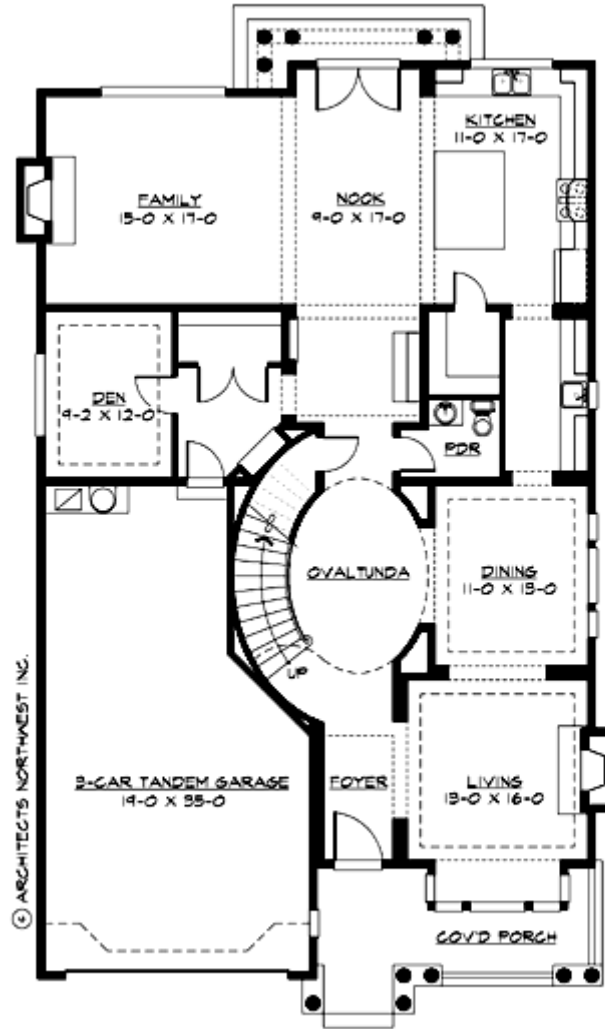 KITCHEN
11-0 X 17-0
FAMILY
15-0 X 17-0
NOOK
9-0 X 17-0
DEN
9-2 X 12-0
PDR
OVALTUNDA
DINING
11-0 X 13-0
UP
3-CAR TANDEM GARAGE
19-0 X 35-0
FOYER
LIVING
13-0 X 16-0
COV'D PORCH
© ARCHITECTS NORTHWEST INC.